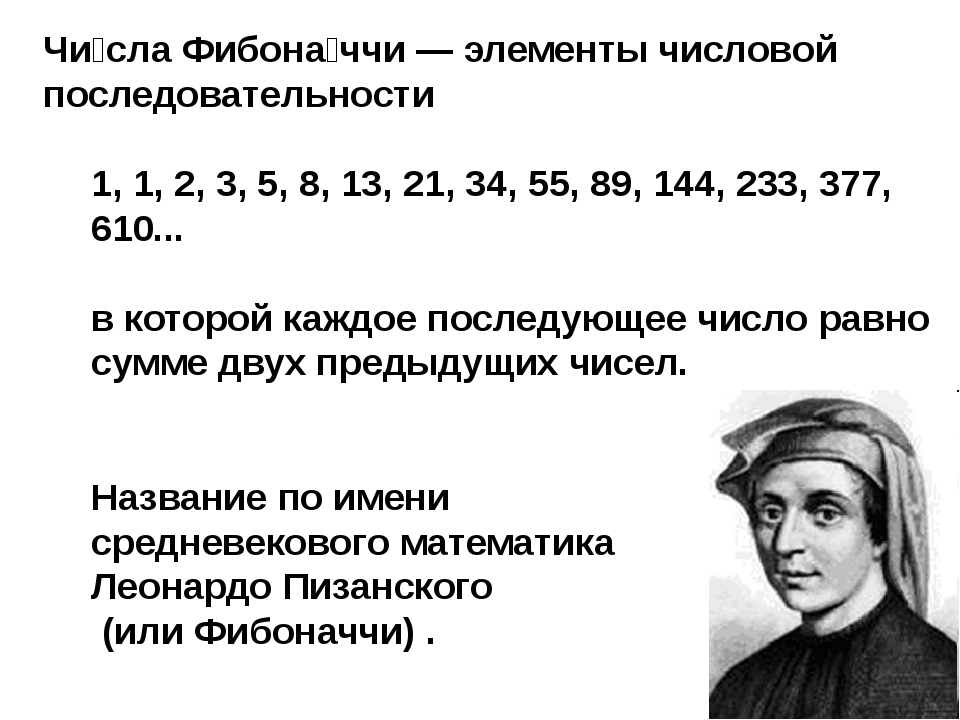 Чи́сла Фибона́ччи — элементы числовой
последовательности
1, 1, 2, 3, 5, 8, 13, 21, 34, 55, 89, 144, 233, 377,
610...
в которой каждое последующее число равно
сумме двух предыдущих чисел.
Название по имени
средневекового математика
Леонардо Пизанского
(или Фибоначчи) .